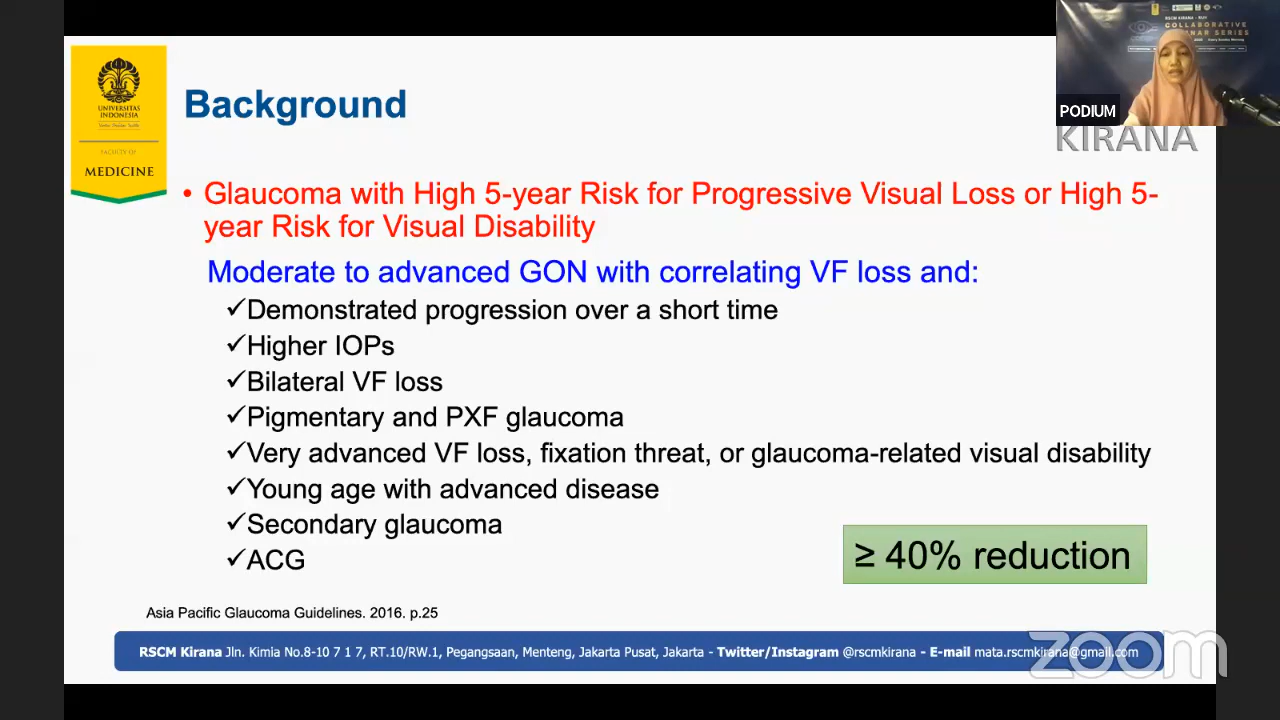 RSCM KIRANA - RUIV
COLLABORATIVE
PODIUM
KIRANA
UNIVERSITAS
INDONESIA
FACULTY OF
MEDICINE
Background
• Glaucoma with High 5-year Risk for Progressive Visual Loss or High 5-
year Risk for Visual Disability
Moderate to advanced GON with correlating VF loss and:
✓Demonstrated progression over a short time
✓Higher IOPs
✓Bilateral VF loss
✓Pigmentary and PXF glaucoma
✓Very advanced VF loss, fixation threat, or glaucoma-related visual disability
✓Young age with advanced disease
✓Secondary glaucoma
✓ACG
≥ 40% reduction
Asia Pacific Glaucoma Guidelines. 2016. p.25
RSCM Kirana Jln. Kimia No.8-10 7 1 7, RT.10/RW.1, Pegangsaan, Menteng, Jakarta Pusat, Jakarta - Twitter/Instagram @rscmkirana - E-mail mata.rscmkirana@gmail.com
zoom